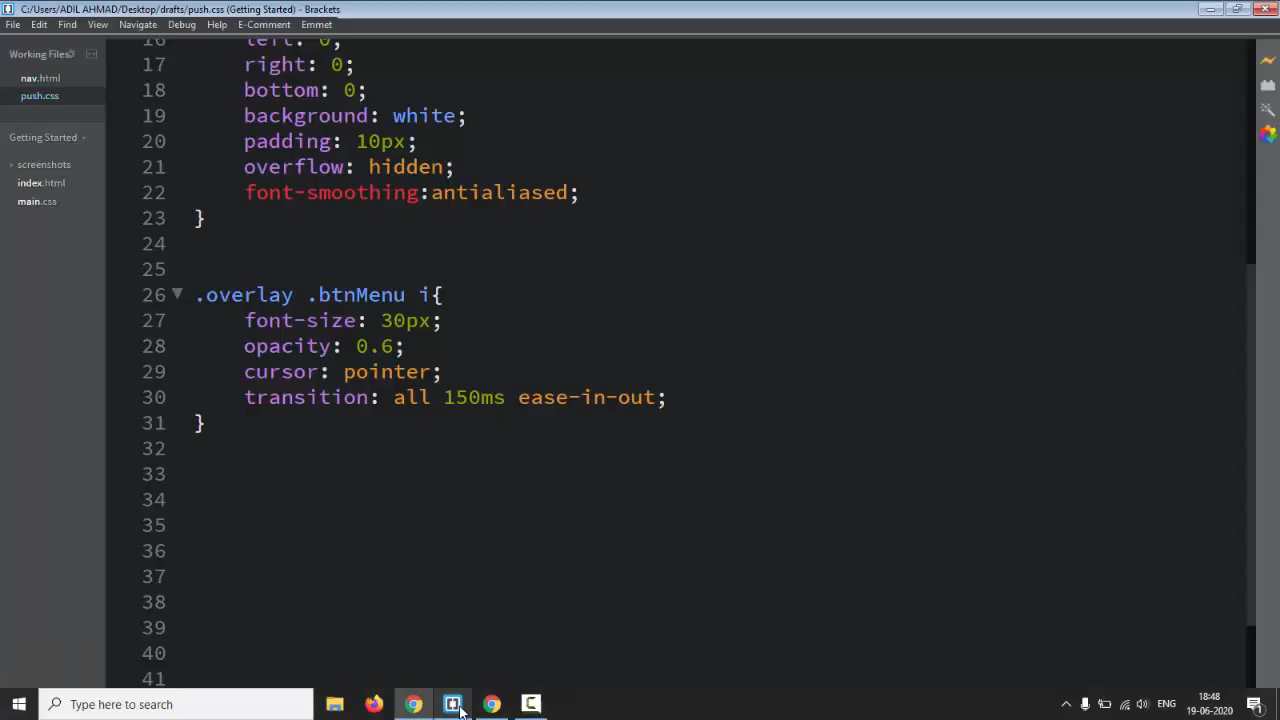 C:/Users/ADIL AHMAD/Desktop/drafts/push.css (Getting Started) - Brackets
File Edit Find View Navigate Debug Help E-Comment Emmet
Working Files
nav.html
push.css
Getting Started
screenshots
index.html
main.css
16 left: 0;
17 right: 0;
18 bottom: 0;
19 background: white;
20 padding: 10px;
21 overflow: hidden;
22 font-smoothing:antialiased;
23 }
24
25
26 .overlay .btnMenu i{
27 font-size: 30px;
28 opacity: 0.6;
29 cursor: pointer;
30 transition: all 150ms ease-in-out;
31 }
32
33
34
35
36
37
38
39
40
41
Type here to search
ENG
18:48
19-06-2020
1